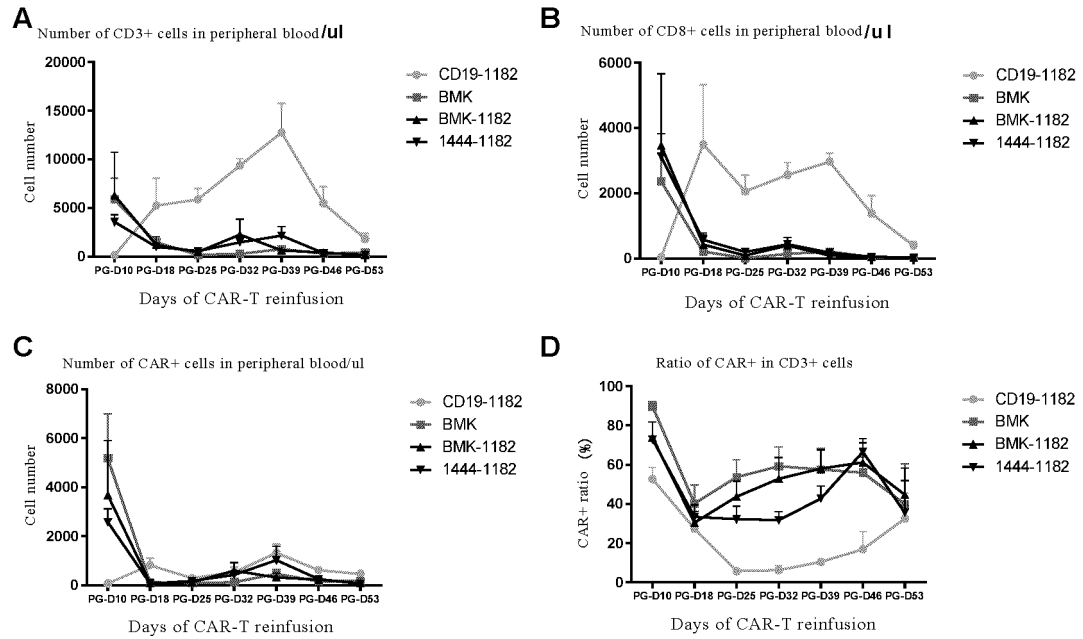 A
Number of CD3+ cells in peripheral blood/ul
20000
15000
10000
5000
0
Cell number
PG-D10 PG-D18 PG-D25 PG-D32 PG-D39 PG-D46 PG-D53
Days of CAR-T reinfusion
CD19-1182
BMK
BMK-1182
1444-1182
B
Number of CD8+ cells in peripheral blood/ul
6000
4000
2000
0
Cell number
PG-D10 PG-D18 PG-D25 PG-D32 PG-D39 PG-D46 PG-D53
Days of CAR-T reinfusion
CD19-1182
BMK
BMK-1182
1444-1182
C
Number of CAR+ cells in peripheral blood/ul
8000
6000
4000
2000
0
Cell number
PG-D10 PG-D18 PG-D25 PG-D32 PG-D39 PG-D46 PG-D53
Days of CAR-T reinfusion
CD19-1182
BMK
BMK-1182
1444-1182
D
Ratio of CAR+ in CD3+ cells
100
80
60
40
20
0
CAR+ ratio (%)
PG-D10 PG-D18 PG-D25 PG-D32 PG-D39 PG-D46 PG-D53
Days of CAR-T reinfusion
CD19-1182
BMK
BMK-1182
1444-1182